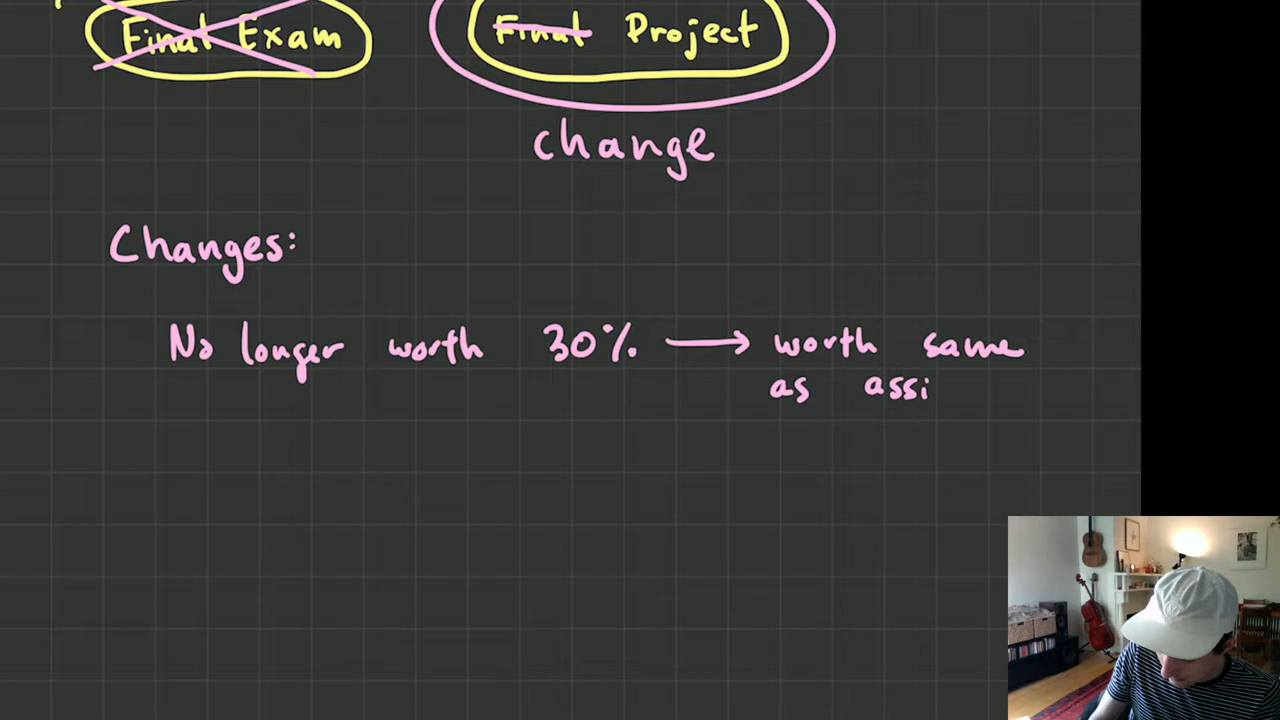 Final Exam
Final Project
change
Changes:
No longer worth 30% → worth same
as assi